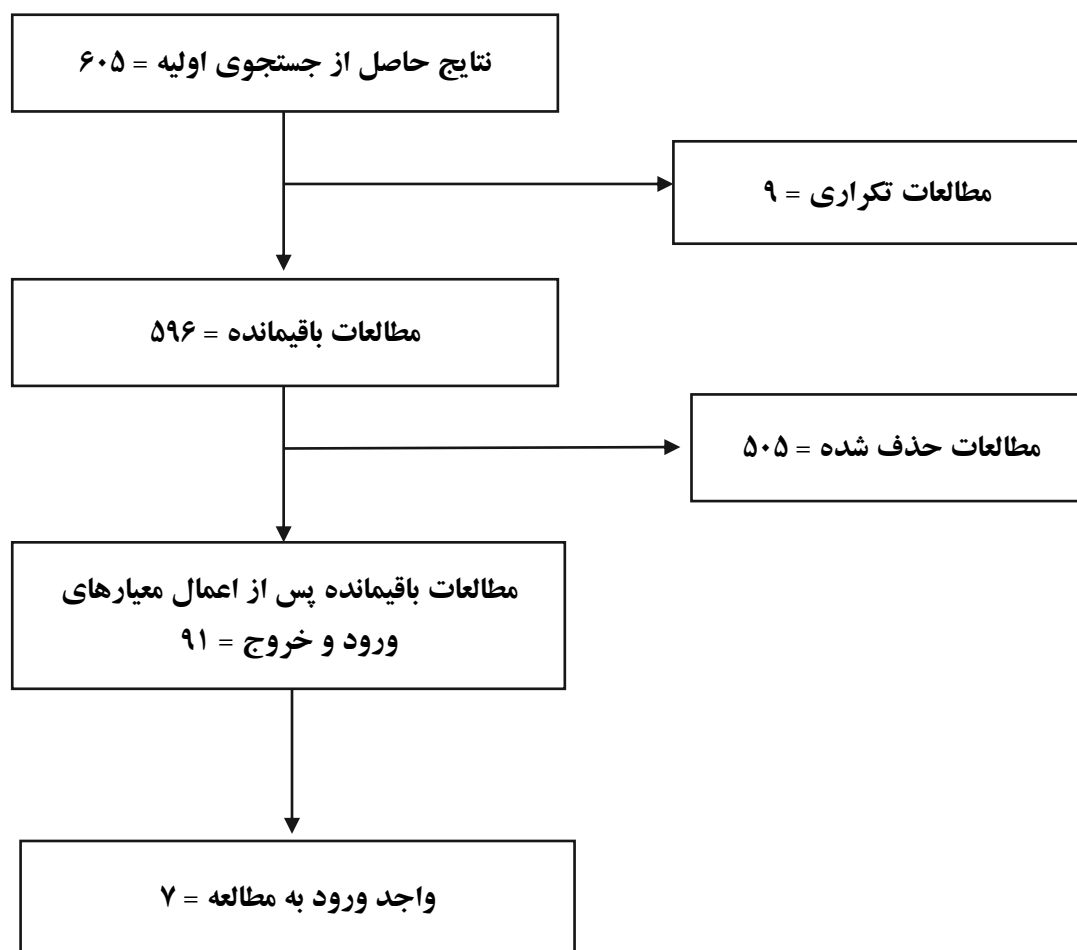 نتایج حاصل از جستجوی اولیه = ۶۰۵
مطالعات تکراری = ۹
مطالعات باقیمانده = ۵۹۶
مطالعات حذف شده = ۵۰۵
مطالعات باقیمانده پس از اعمال معیارهای
ورود و خروج = ۹۱
واجد ورود به مطالعه = ۷